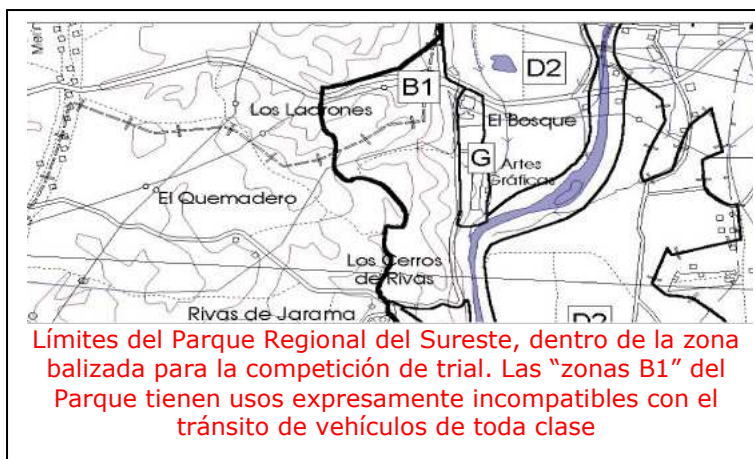 D2
B1
Los Ladrones
El Bosque
G
Artes
Gráficas
El Quemadero
Los Cerros
de Rivas
Rivas de Jarama
Límites del Parque Regional del Sureste, dentro de la zona
balizada para la competición de trial. Las “zonas B1” del
Parque tienen usos expresamente incompatibles con el
tránsito de vehículos de toda clase